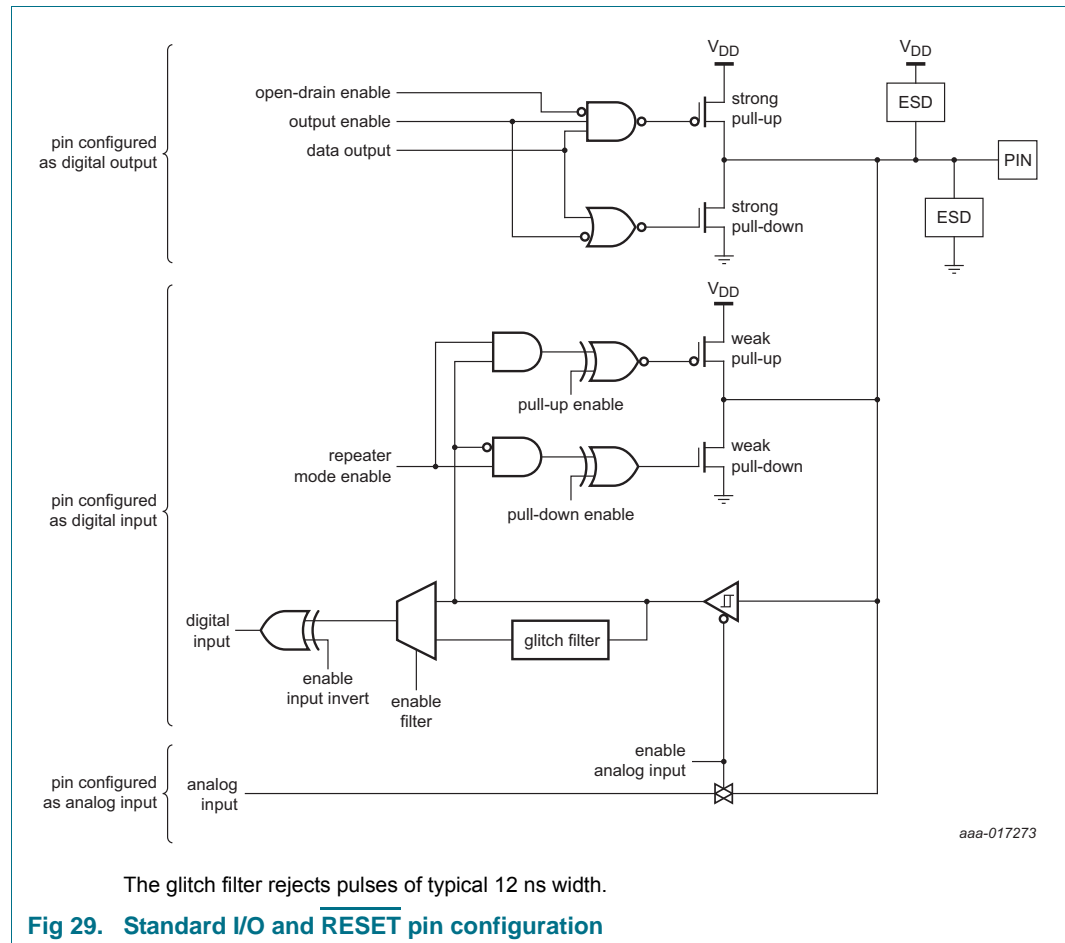 pin configured
as digital output
open-drain enable
output enable
data output
VDD
strong
pull-up
strong
pull-down
VDD
ESD
PIN
ESD
pin configured
as digital input
VDD
weak
pull-up
pull-up enable
repeater
mode enable
weak
pull-down
pull-down enable
digital
input
enable
input invert
enable
filter
glitch filter
pin configured
as analog input
analog
input
enable
analog input
aaa-017273
The glitch filter rejects pulses of typical 12 ns width.
Fig 29. Standard I/O and RESET pin configuration